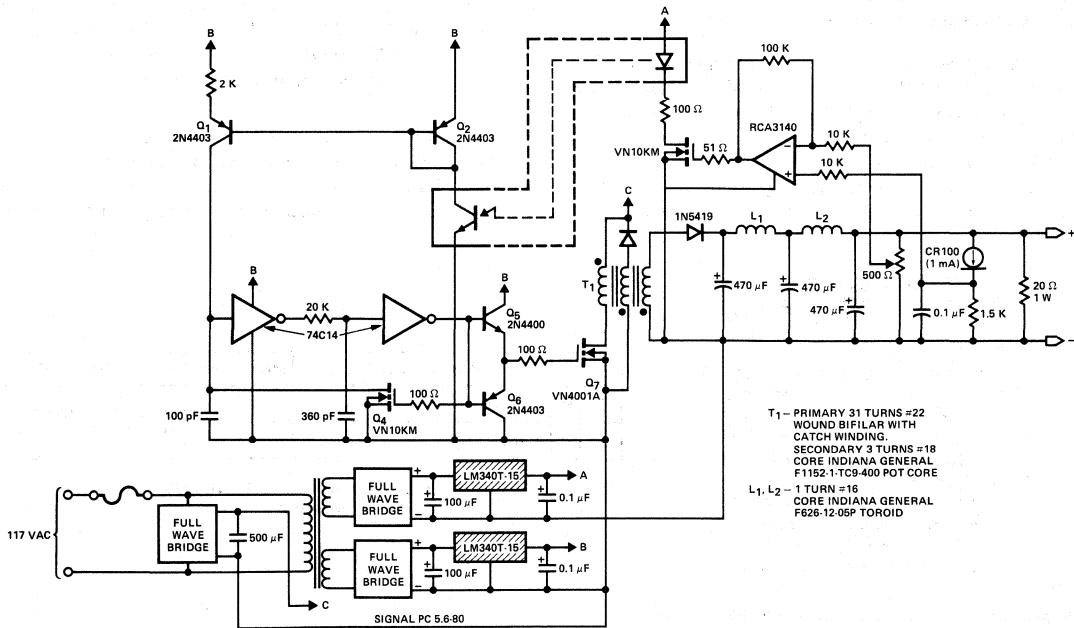 A
B
B
100 K
2 K
100 Ω
RCA3140
Q1
2N4403
Q2
2N4403
VN10KM
51 Ω
10 K
10 K
C
1N5419
L1
L2
+
B
B
T1
470 μF
470 μF
470 μF
500 Ω
CR100
(1 mA)
0.1 μF
1.5 K
20 Ω
1 W
20 K
74C14
Q5
2N4400
100 Ω
Q7
VN4001A
100 Ω
Q6
2N4403
100 pF
360 pF
Q4
VN10KM
–
T1 – PRIMARY 31 TURNS #22
WOUND BIFILAR WITH
CATCH WINDING.
SECONDARY 3 TURNS #18
CORE INDIANA GENERAL
F1152-1-TC9-400 POT CORE
L1, L2 – 1 TURN #16
CORE INDIANA GENERAL
F626-12-05P TOROID
117 VAC
FULL
WAVE
BRIDGE
500 μF
FULL
WAVE
BRIDGE
+
–
100 μF
LM340T-15
0.1 μF
A
FULL
WAVE
BRIDGE
+
–
100 μF
LM340T-15
0.1 μF
B
C
SIGNAL PC 5.6-80